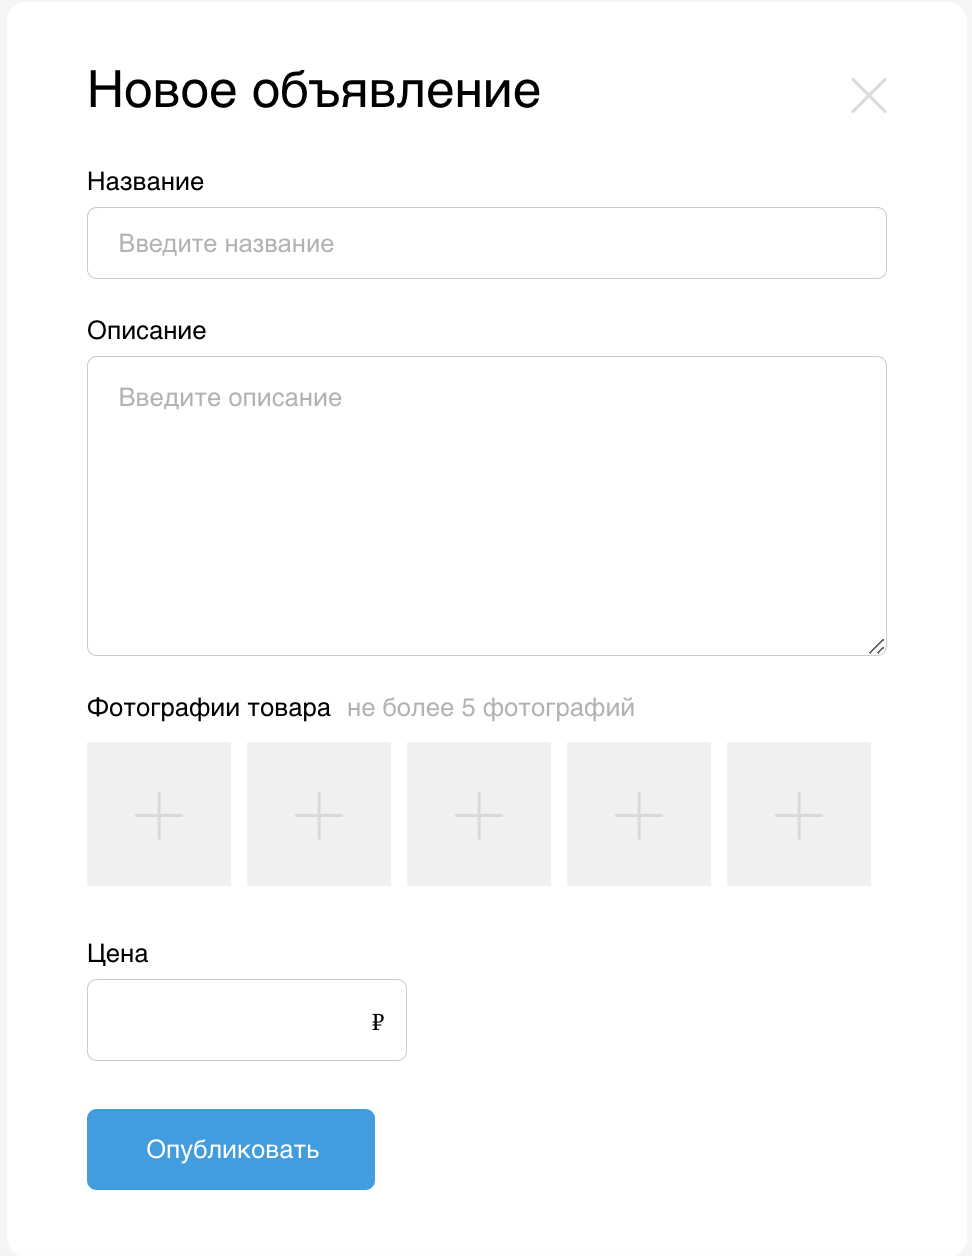 Новое объявление
Название
Введите название
Описание
Введите описание
Фотографии товара не более 5 фотографий
Цена
₽
Опубликовать